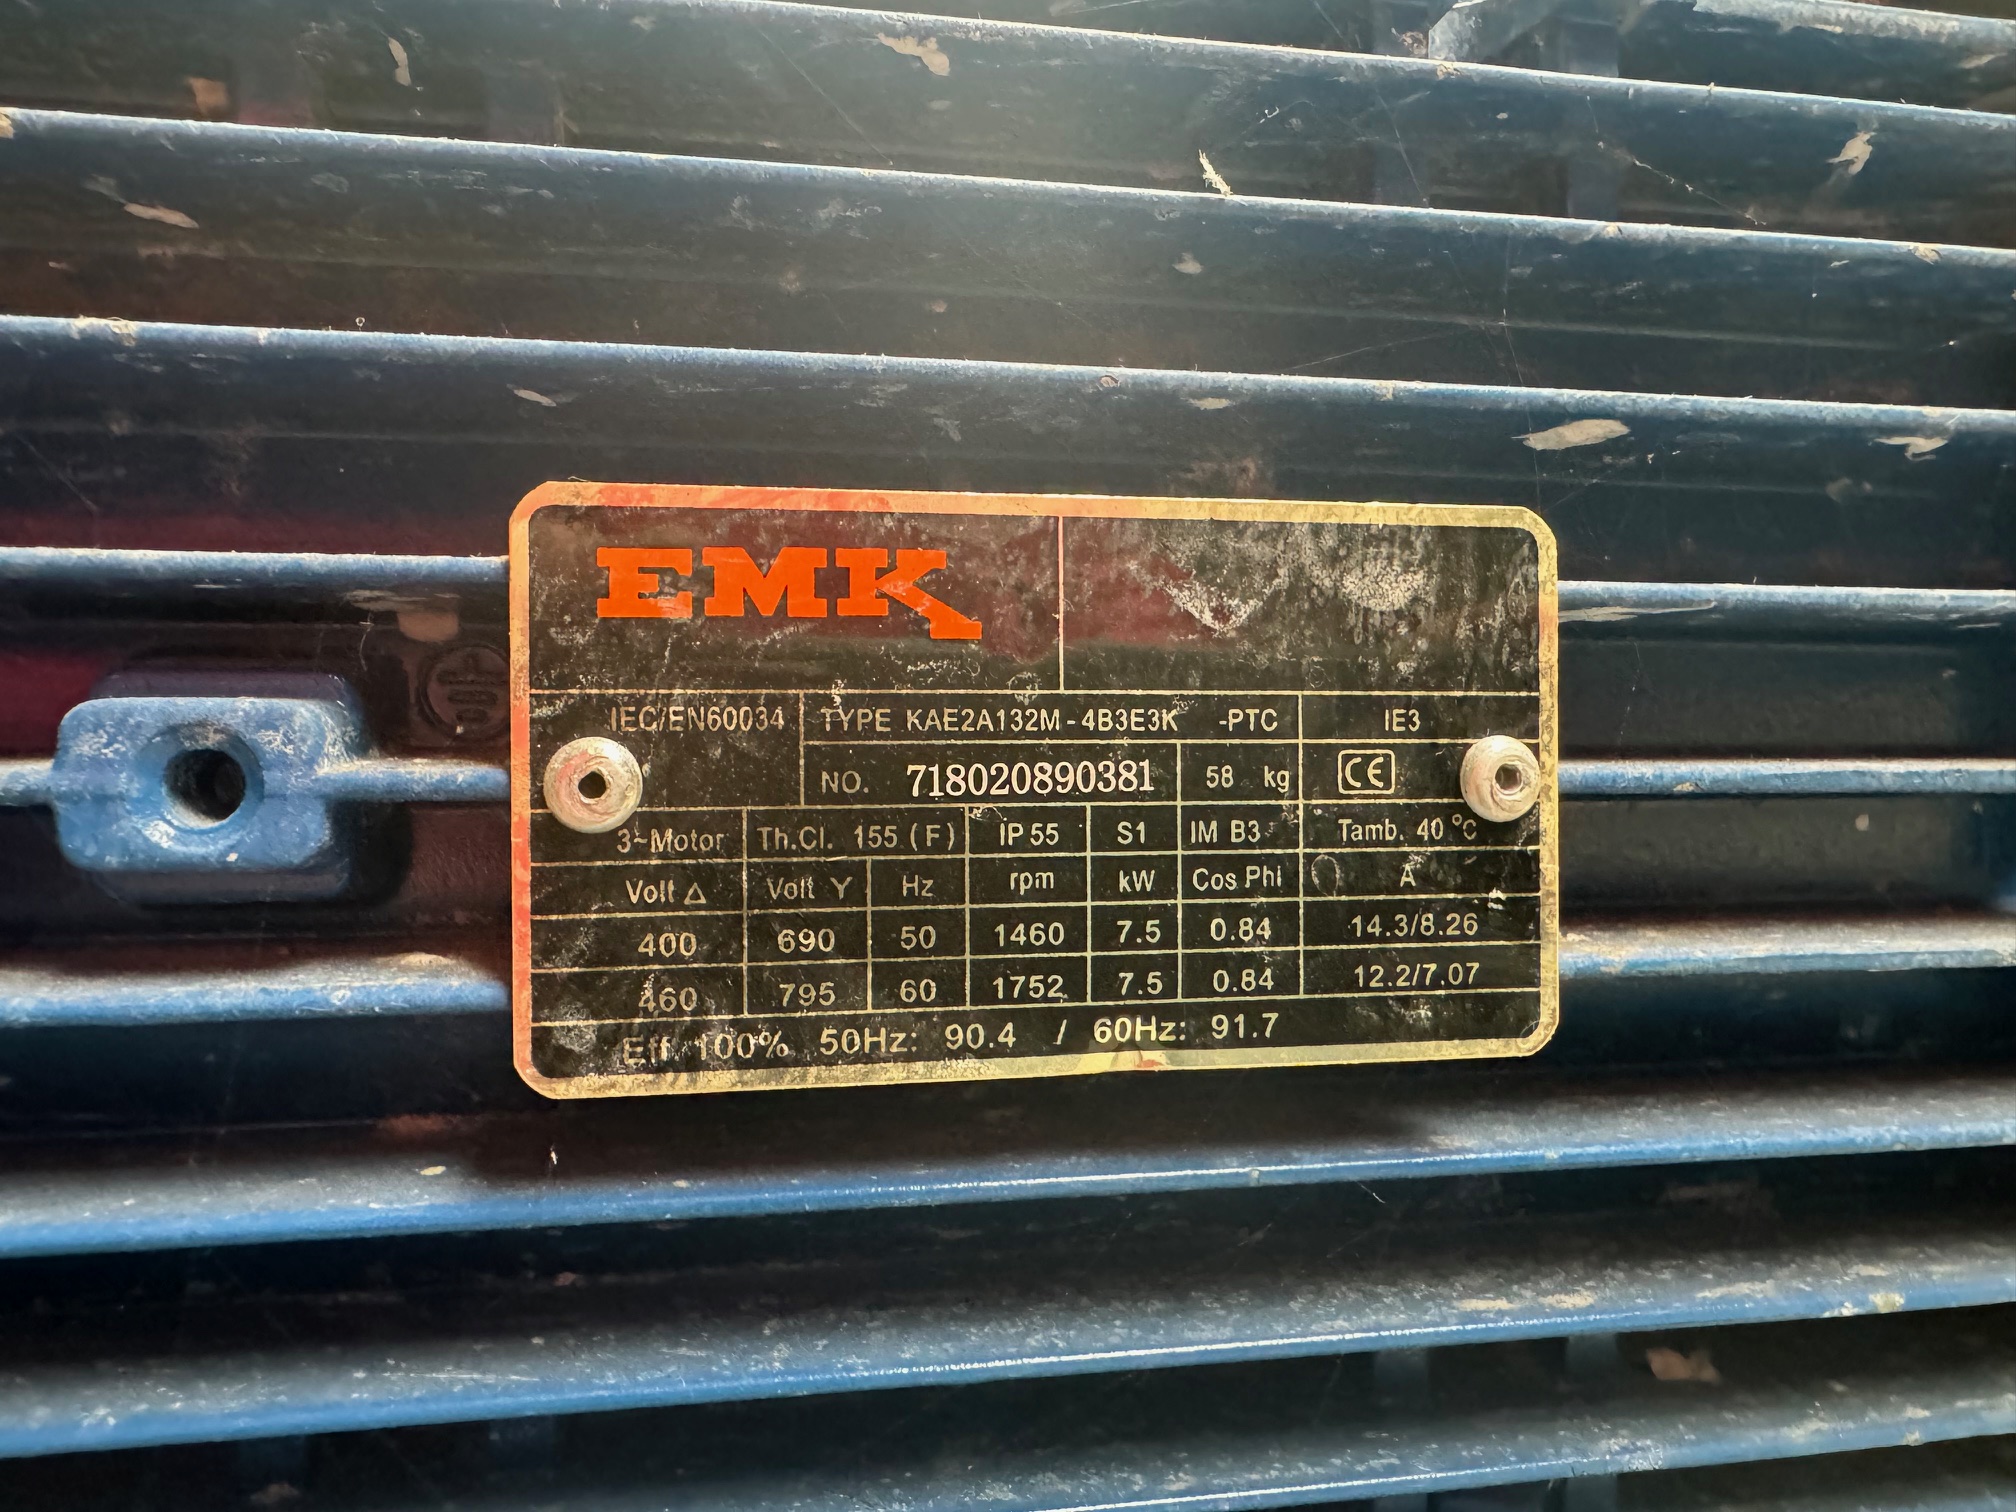 EMK
IEC/EN60034 TYPE KAE2A132M-4B3E3K -PTC IE3
NO. 718020890381 58 kg CE
3~Motor Th.Cl. 155 (F) IP 55 S1 IM B3 Tamb. 40 °C
Volt Δ Volt Y Hz rpm kW Cos Phi A
400 690 50 1460 7.5 0.84 14.3/8.26
460 795 60 1752 7.5 0.84 12.2/7.07
Eff 100% 50Hz: 90.4 / 60Hz: 91.7